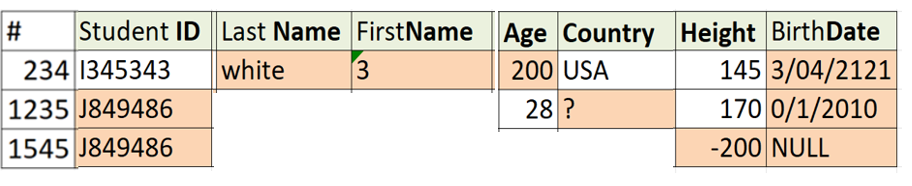 # Student ID Last Name FirstName Age Country Height BirthDate
234 I345343 white 3 200 USA 145 3/04/2121
1235 J849486 28 ? 170 0/1/2010
1545 J849486 -200 NULL